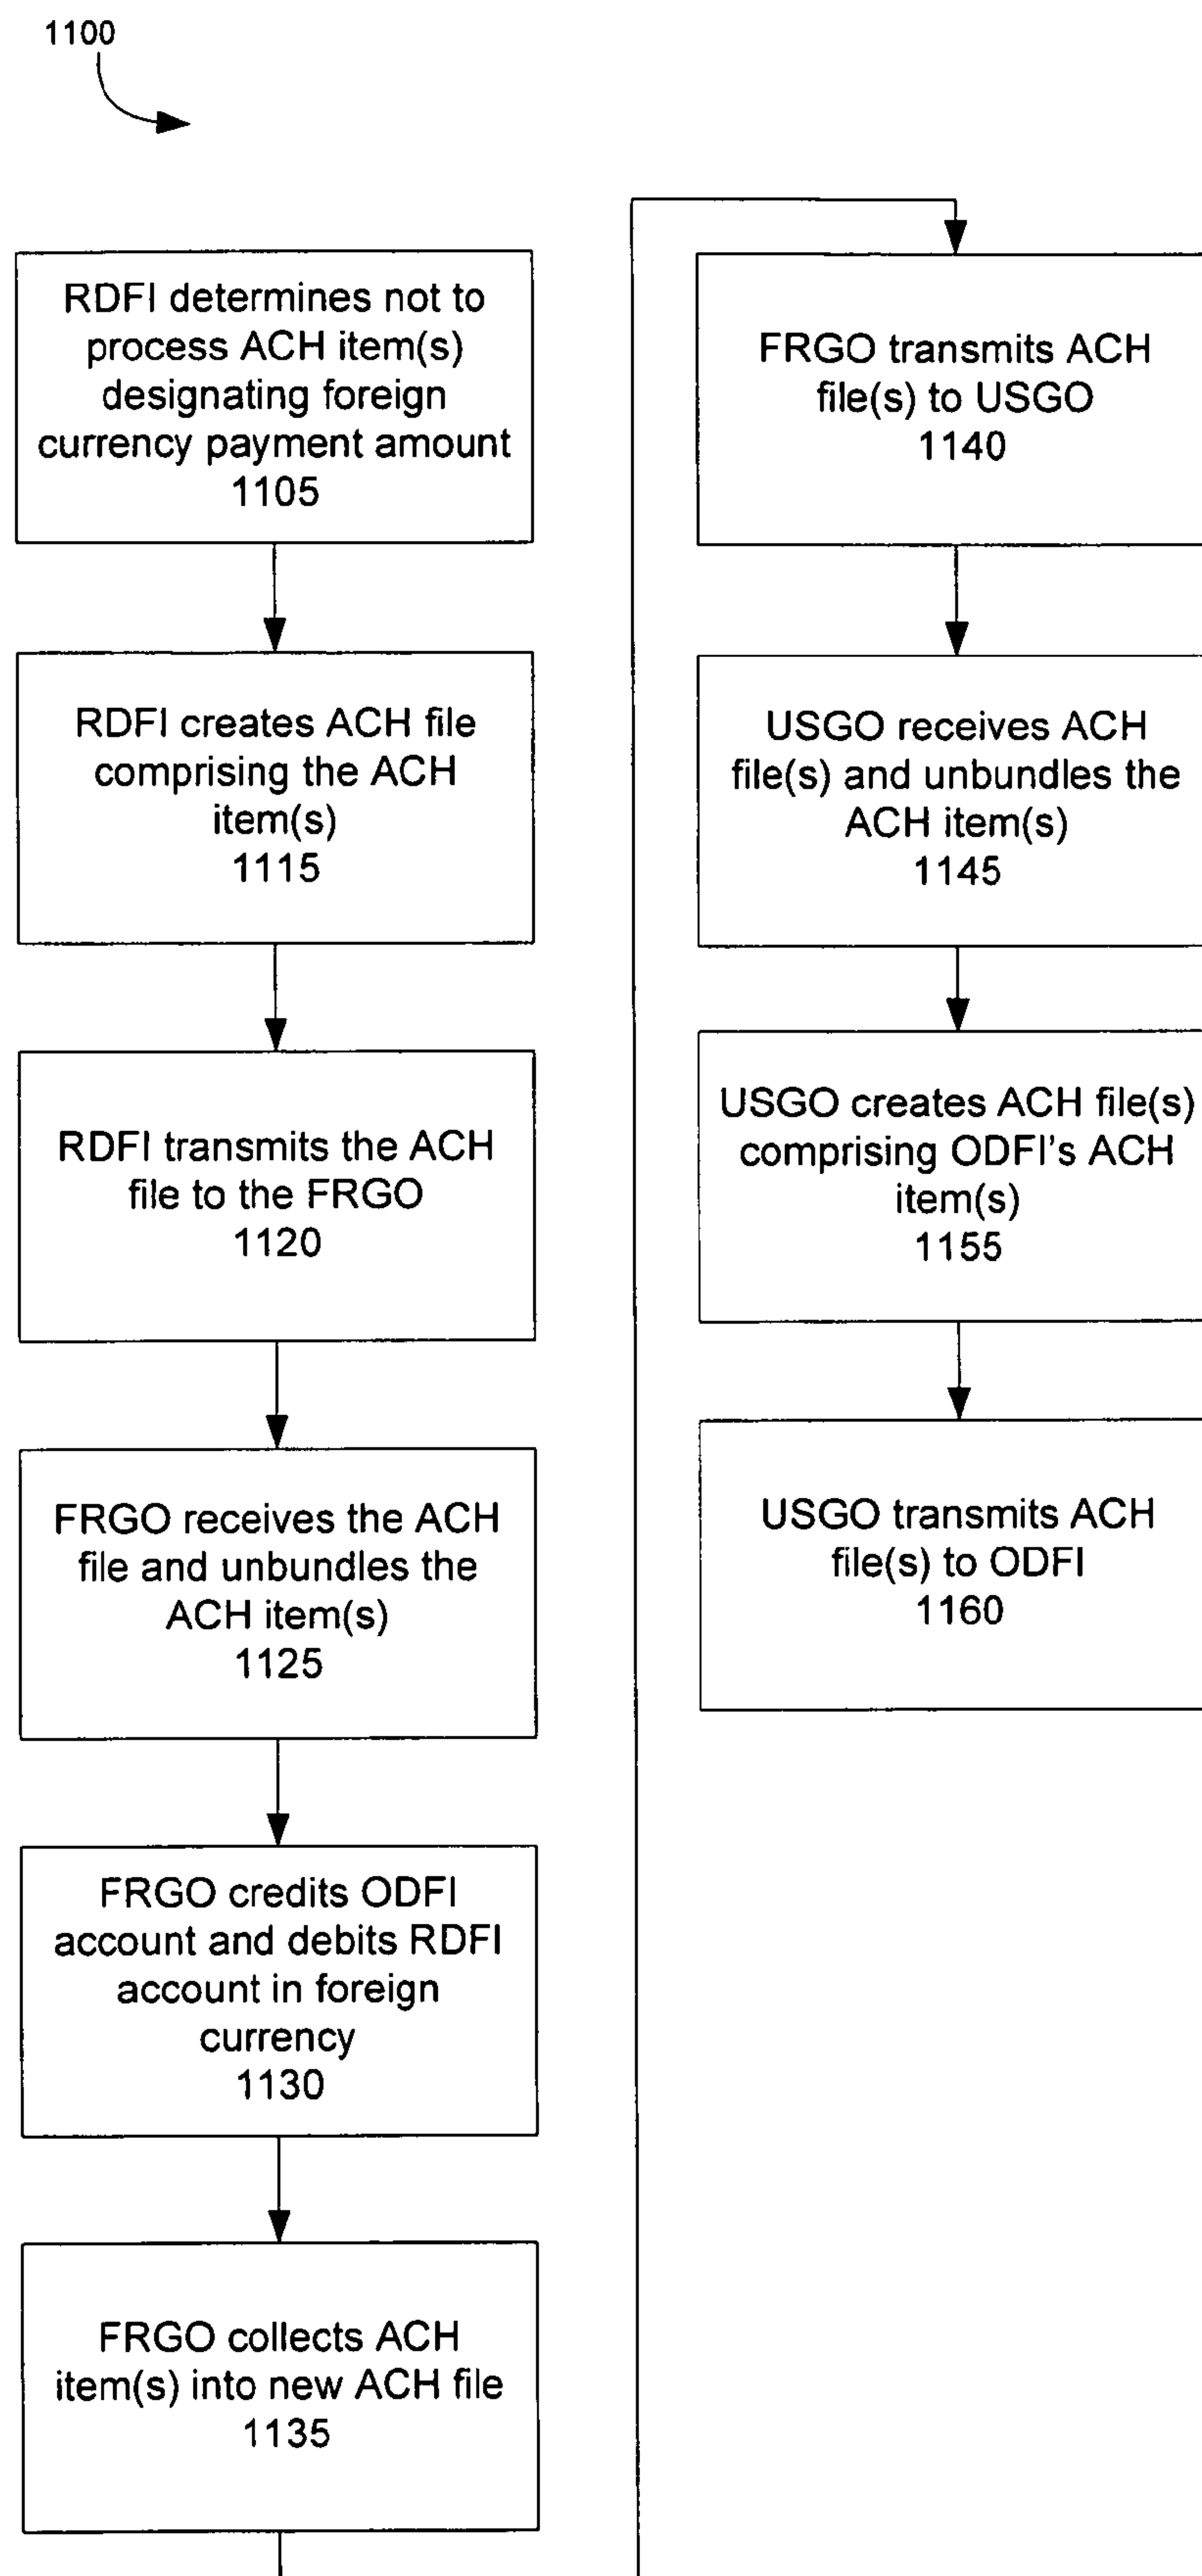 1100
RDFI determines not to
process ACH item(s)
designating foreign
currency payment amount
1105
RDFI creates ACH file
comprising the ACH
item(s)
1115
RDFI transmits the ACH
file to the FRGO
1120
FRGO receives the ACH
file and unbundles the
ACH item(s)
1125
FRGO credits ODFI
account and debits RDFI
account in foreign
currency
1130
FRGO collects ACH
item(s) into new ACH file
1135
FRGO transmits ACH
file(s) to USGO
1140
USGO receives ACH
file(s) and unbundles the
ACH item(s)
1145
USGO creates ACH file(s)
comprising ODFI's ACH
item(s)
1155
USGO transmits ACH
file(s) to ODFI
1160